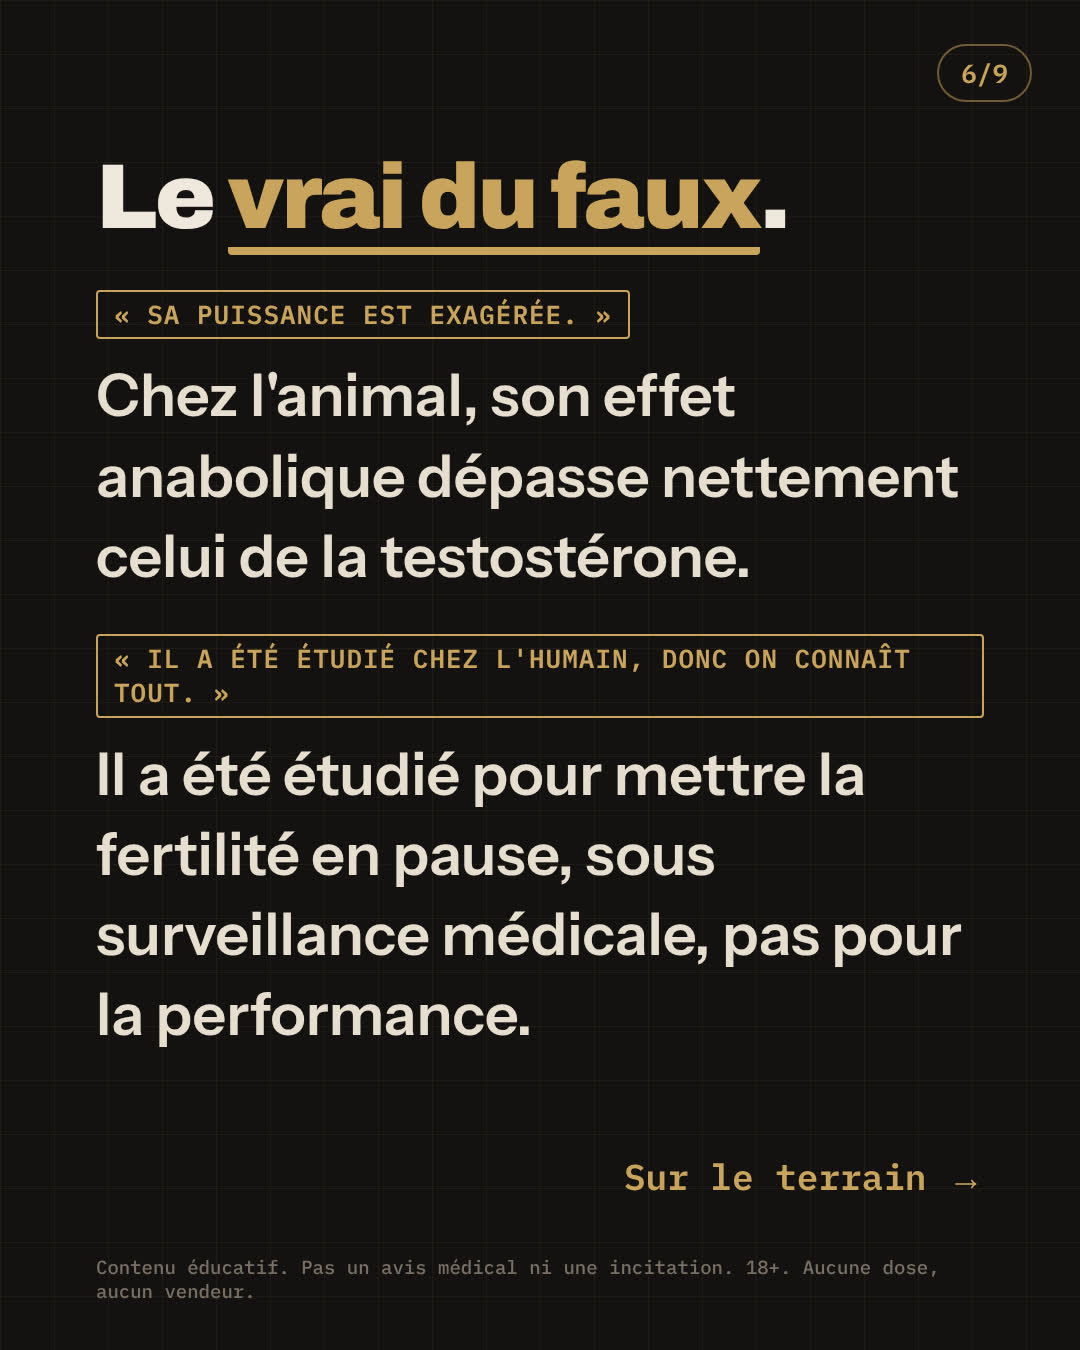 6/9
Le vrai du faux.
« SA PUISSANCE EST EXAGÉRÉE. »
Chez l'animal, son effet
anabolique dépasse nettement
celui de la testostérone.
« IL A ÉTÉ ÉTUDIÉ CHEZ L'HUMAIN, DONC ON CONNAÎT
TOUT. »
Il a été étudié pour mettre la
fertilité en pause, sous
surveillance médicale, pas pour
la performance.
Sur le terrain →
Contenu éducatif. Pas un avis médical ni une incitation. 18+. Aucune dose,
aucun vendeur.